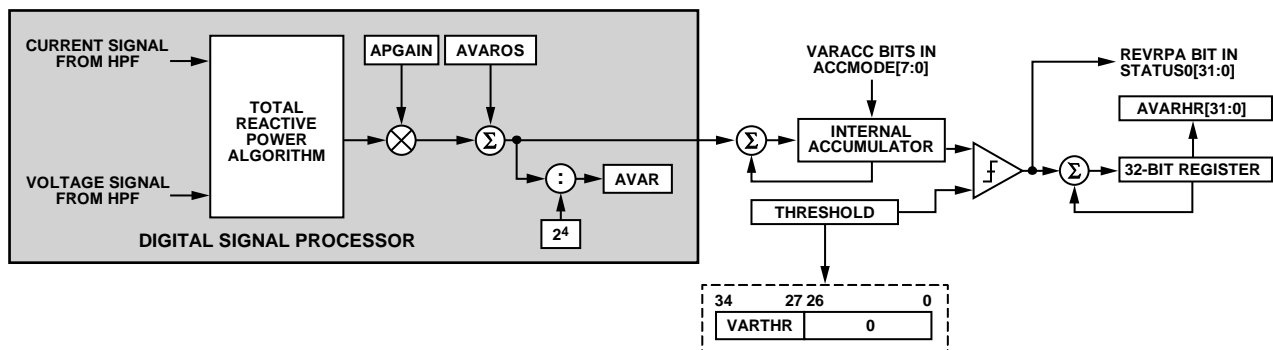 CURRENT SIGNAL
FROM HPF
VOLTAGE SIGNAL
FROM HPF
TOTAL
REACTIVE
POWER
ALGORITHM
APGAIN
AVAROS
Σ
:
AVAR
2⁴
DIGITAL SIGNAL PROCESSOR
VARACC BITS IN
ACCMODE[7:0]
Σ
INTERNAL
ACCUMULATOR
THRESHOLD
34 27 26 0
VARTHR 0
REVRPA BIT IN
STATUS0[31:0]
AVARHR[31:0]
Σ
32-BIT REGISTER